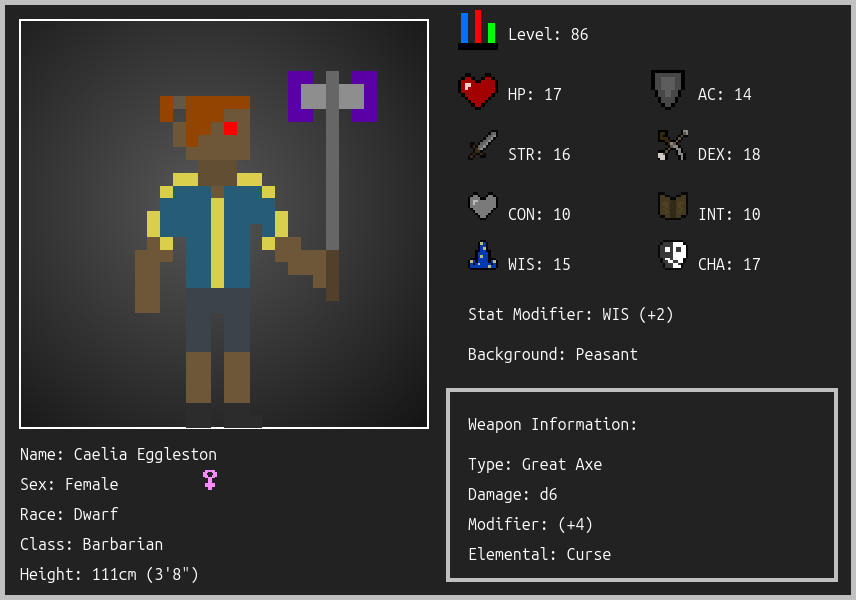 Level: 86
HP: 17
AC: 14
STR: 16
DEX: 18
CON: 10
INT: 10
WIS: 15
CHA: 17
Stat Modifier: WIS (+2)
Background: Peasant
Weapon Information:
Type: Great Axe
Damage: d6
Modifier: (+4)
Elemental: Curse
Name: Caelia Eggleston
Sex: Female
Race: Dwarf
Class: Barbarian
Height: 111cm (3'8")